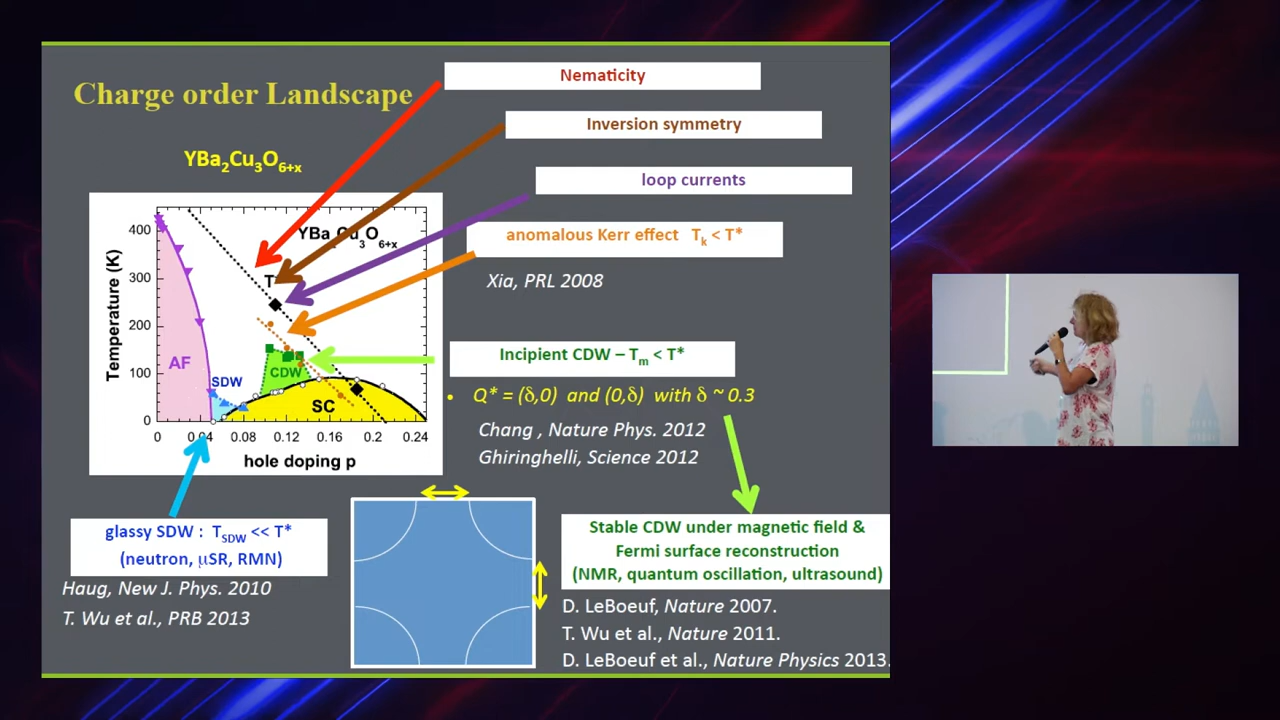 Charge order Landscape
YBa2Cu3O6+x
Nematicity
Inversion symmetry
loop currents
anomalous Kerr effect Tk < T*
Xia, PRL 2008
Incipient CDW – Tm < T*
• Q* = (δ,0) and (0,δ) with δ ~ 0.3
Chang , Nature Phys. 2012
Ghiringhelli, Science 2012
Temperature (K)
400
300
200
100
0
YBa2Cu3O6+x
T
AF
SDW
CDW
SC
0 0.04 0.08 0.12 0.16 0.2 0.24
hole doping p
glassy SDW : TSDW << T*
(neutron, μSR, RMN)
Haug, New J. Phys. 2010
T. Wu et al., PRB 2013
Stable CDW under magnetic field &
Fermi surface reconstruction
(NMR, quantum oscillation, ultrasound)
D. LeBoeuf, Nature 2007.
T. Wu et al., Nature 2011.
D. LeBoeuf et al., Nature Physics 2013.